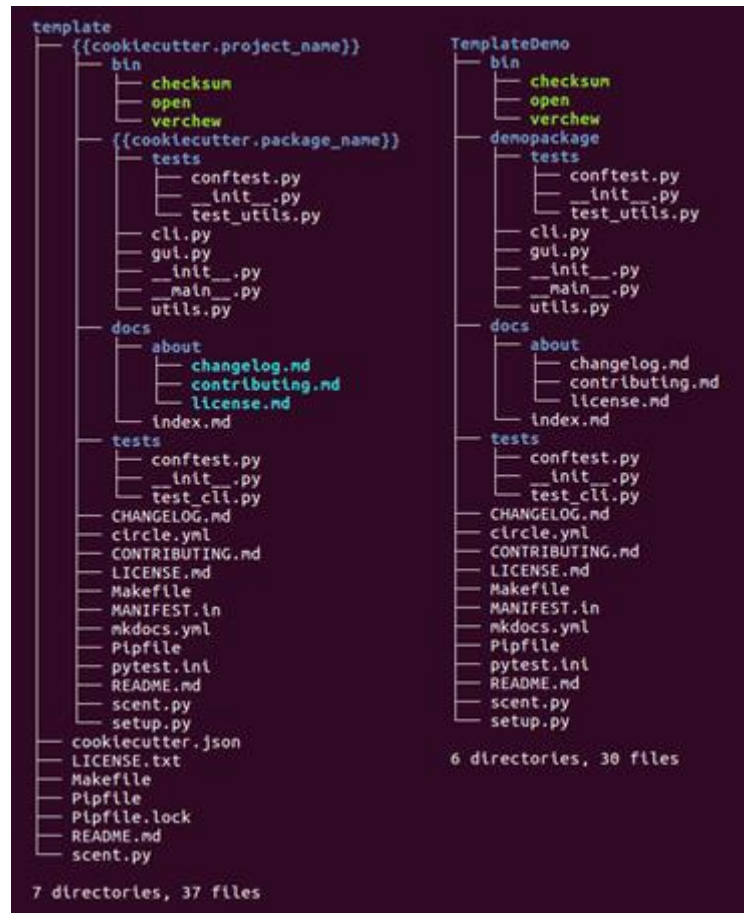 template
├── {{cookiecutter.project_name}}
│   ├── bin
│   │   ├── checksum
│   │   ├── open
│   │   └── verchew
│   ├── {{cookiecutter.package_name}}
│   │   ├── tests
│   │   │   ├── conftest.py
│   │   │   ├── __init__.py
│   │   │   └── test_utils.py
│   │   ├── cli.py
│   │   ├── gui.py
│   │   ├── __init__.py
│   │   ├── __main__.py
│   │   └── utils.py
│   ├── docs
│   │   ├── about
│   │   │   ├── changelog.md
│   │   │   ├── contributing.md
│   │   │   └── license.md
│   │   └── index.md
│   ├── tests
│   │   ├── conftest.py
│   │   ├── __init__.py
│   │   └── test_cli.py
│   ├── CHANGELOG.md
│   ├── circle.yml
│   ├── CONTRIBUTING.md
│   ├── LICENSE.md
│   ├── Makefile
│   ├── MANIFEST.in
│   ├── mkdocs.yml
│   ├── Pipfile
│   ├── pytest.ini
│   ├── README.md
│   ├── scent.py
│   └── setup.py
├── cookiecutter.json
├── LICENSE.txt
├── Makefile
├── Pipfile
├── Pipfile.lock
├── README.md
└── scent.py
7 directories, 37 files
TemplateDemo
├── bin
│   ├── checksum
│   ├── open
│   └── verchew
├── demopackage
│   ├── tests
│   │   ├── conftest.py
│   │   ├── __init__.py
│   │   └── test_utils.py
│   ├── cli.py
│   ├── gui.py
│   ├── __init__.py
│   ├── __main__.py
│   └── utils.py
├── docs
│   ├── about
│   │   ├── changelog.md
│   │   ├── contributing.md
│   │   └── license.md
│   └── index.md
├── tests
│   ├── conftest.py
│   ├── __init__.py
│   └── test_cli.py
├── CHANGELOG.md
├── circle.yml
├── CONTRIBUTING.md
├── LICENSE.md
├── Makefile
├── MANIFEST.in
├── mkdocs.yml
├── Pipfile
├── pytest.ini
├── README.md
├── scent.py
└── setup.py
6 directories, 30 files